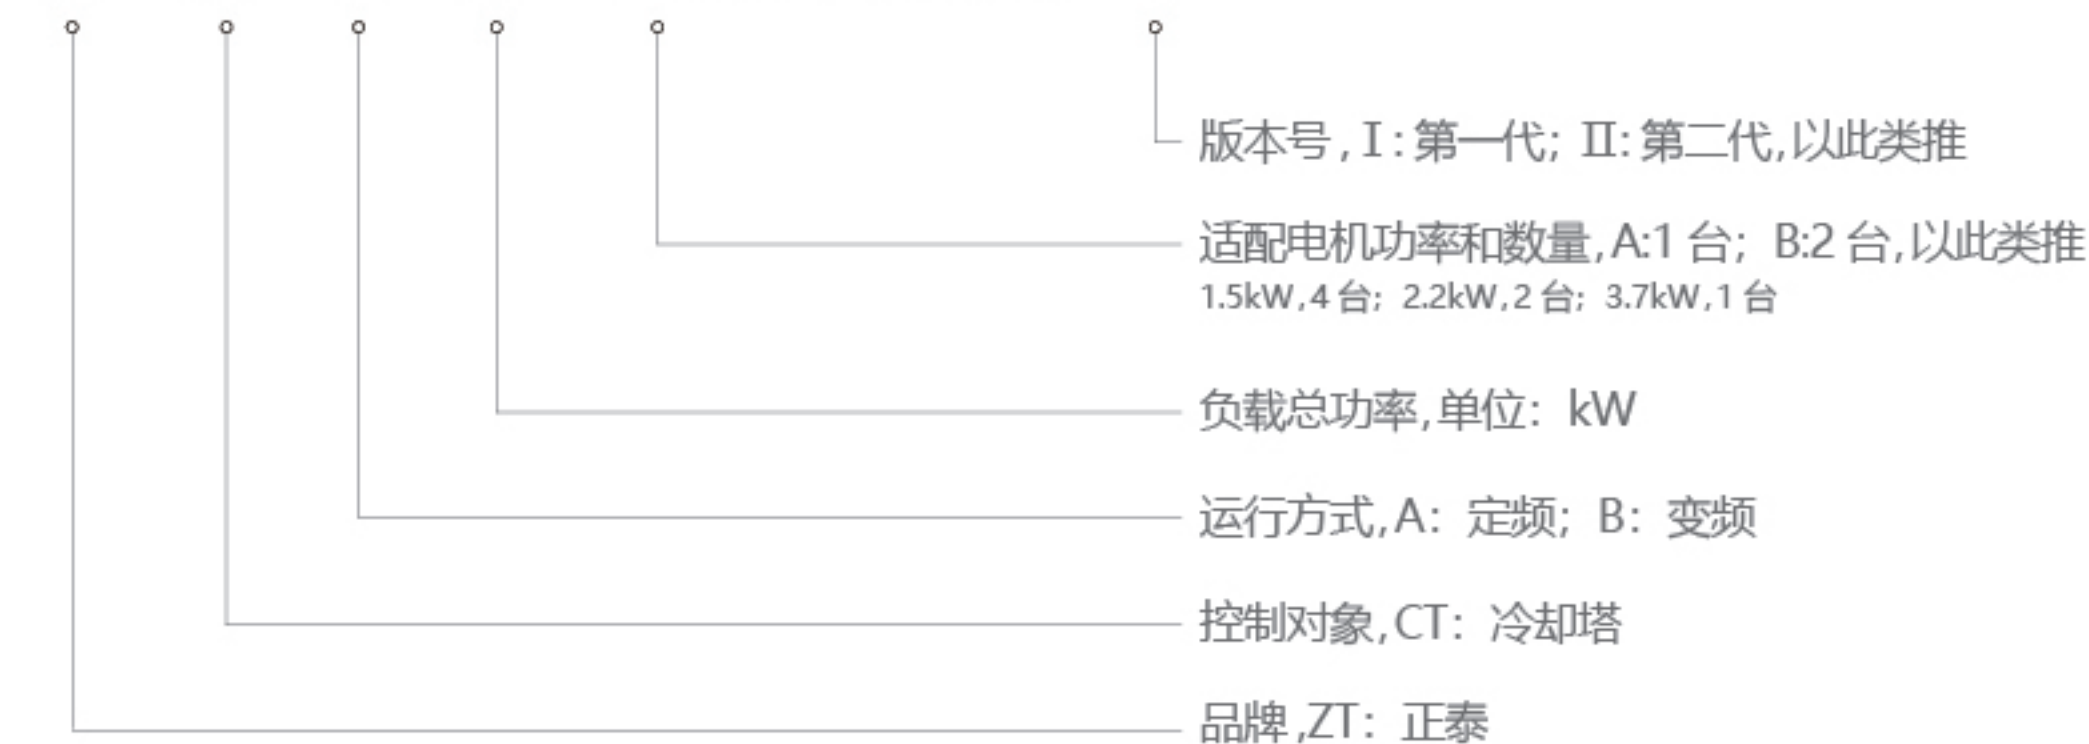 版本号,Ⅰ:第一代;Ⅱ:第二代,以此类推
适配电机功率和数量,A:1 台;B:2 台,以此类推
1.5kW,4 台;2.2kW,2 台;3.7kW,1 台
负载总功率,单位:kW
运行方式,A:定频;B:变频
控制对象,CT:冷却塔
品牌,ZT:正泰